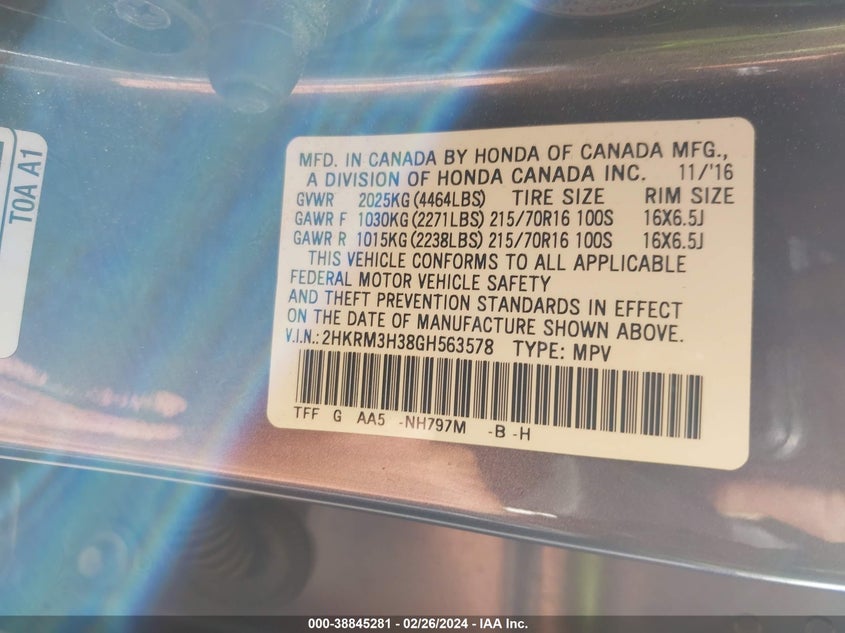 TOA A1
MFD. IN CANADA BY HONDA OF CANADA MFG.,
A DIVISION OF HONDA CANADA INC. 11/'16
GVWR 2025KG (4464LBS) TIRE SIZE RIM SIZE
GAWR F 1030KG (2271LBS) 215/70R16 100S 16X6.5J
GAWR R 1015KG (2238LBS) 215/70R16 100S 16X6.5J
THIS VEHICLE CONFORMS TO ALL APPLICABLE
FEDERAL MOTOR VEHICLE SAFETY
AND THEFT PREVENTION STANDARDS IN EFFECT
ON THE DATE OF MANUFACTURE SHOWN ABOVE.
V.I.N.: 2HKRM3H38GH563578 TYPE: MPV
TFF G AA5 -NH797M -B -H
000-38845281 - 02/26/2024 - IAA Inc.